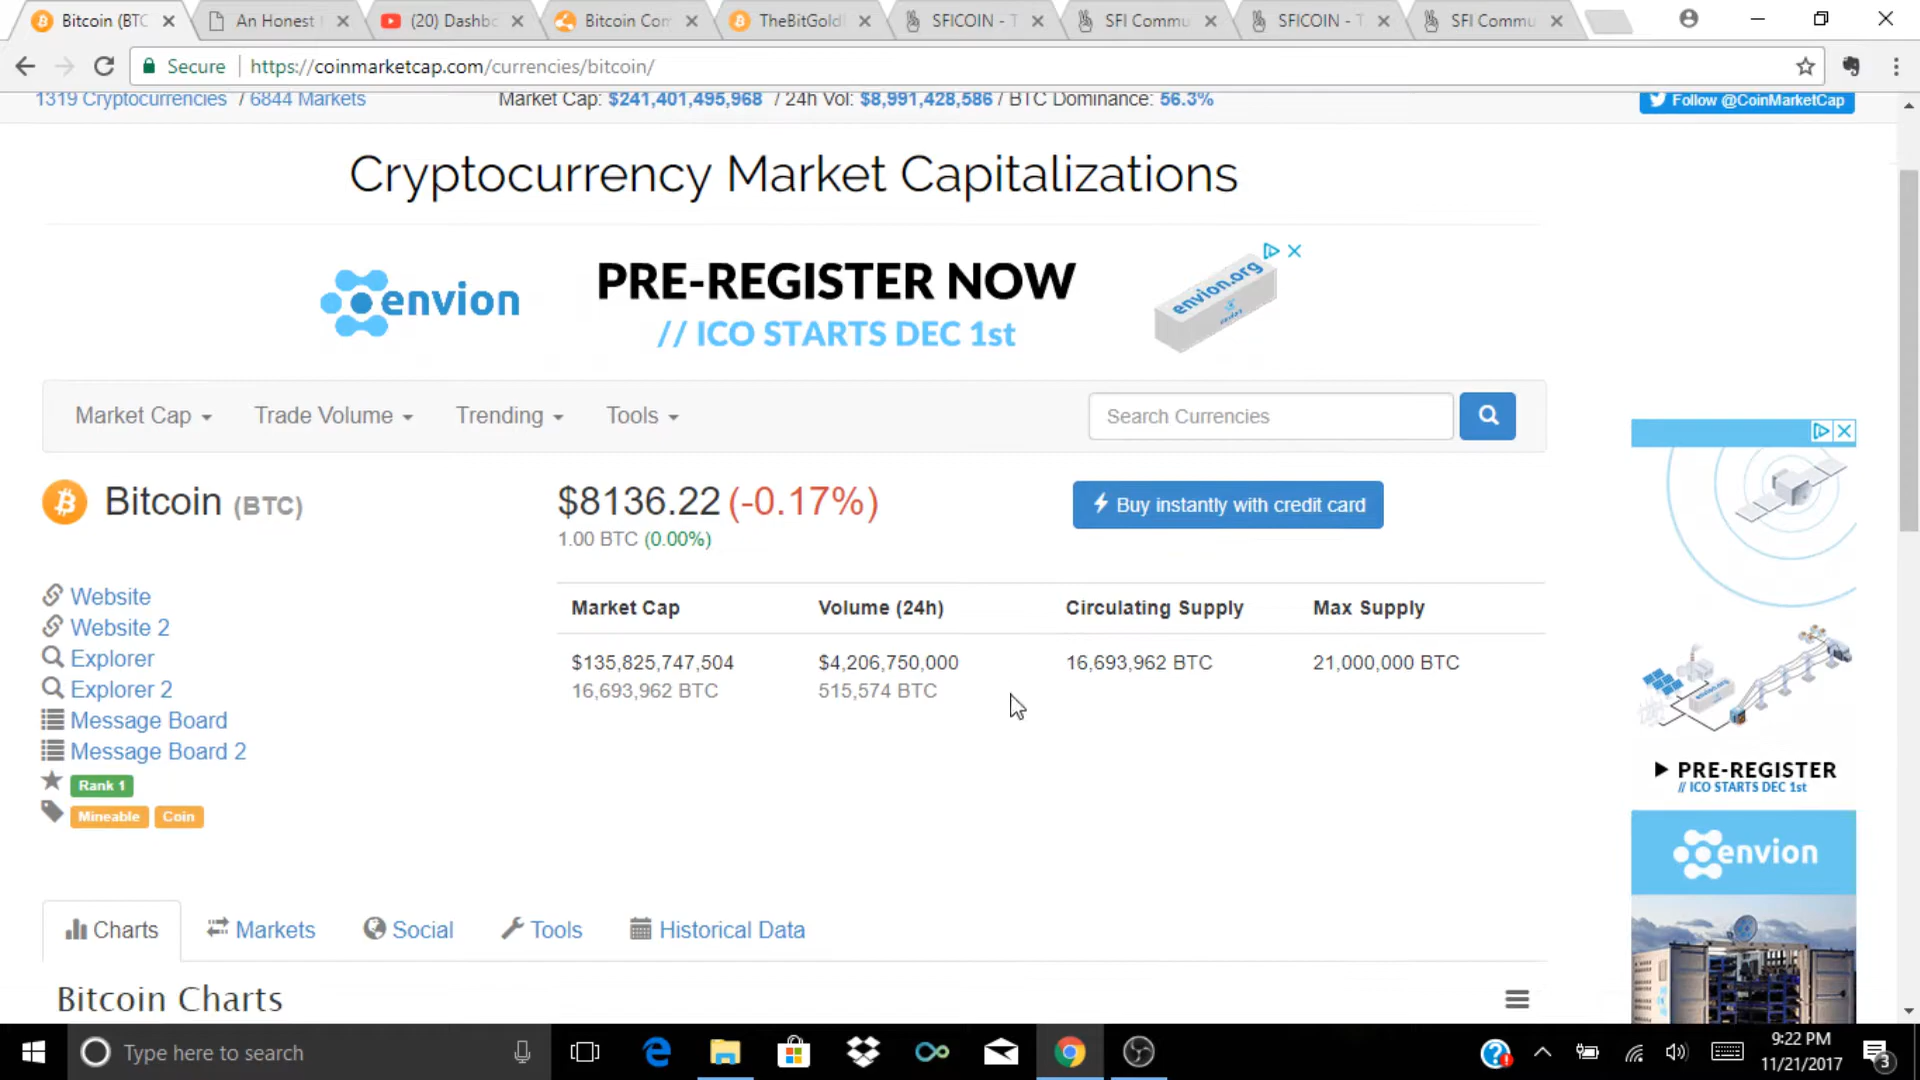 Bitcoin (BTC
An Honest
(20) Dashbo
Bitcoin Com
TheBitGold
SFICOIN - T
SFI Commu
SFICOIN - T
SFI Commu
Secure
https://coinmarketcap.com/currencies/bitcoin/
1319 Cryptocurrencies / 6844 Markets
Market Cap: $241,401,495,968 / 24h Vol: $8,991,428,586 / BTC Dominance: 56.3%
Follow @CoinMarketCap
Cryptocurrency Market Capitalizations
envion
PRE-REGISTER NOW
// ICO STARTS DEC 1st
envion.org
Market Cap
Trade Volume
Trending
Tools
Search Currencies
Bitcoin (BTC)
$8136.22 (-0.17%)
1.00 BTC (0.00%)
Buy instantly with credit card
Website
Website 2
Explorer
Explorer 2
Message Board
Message Board 2
Rank 1
Mineable
Coin
Market Cap
Volume (24h)
Circulating Supply
Max Supply
$135,825,747,504
$4,206,750,000
16,693,962 BTC
21,000,000 BTC
16,693,962 BTC
515,574 BTC
PRE-REGISTER
// ICO STARTS DEC 1st
envion
Charts
Markets
Social
Tools
Historical Data
Bitcoin Charts
Type here to search
9:22 PM
11/21/2017
3